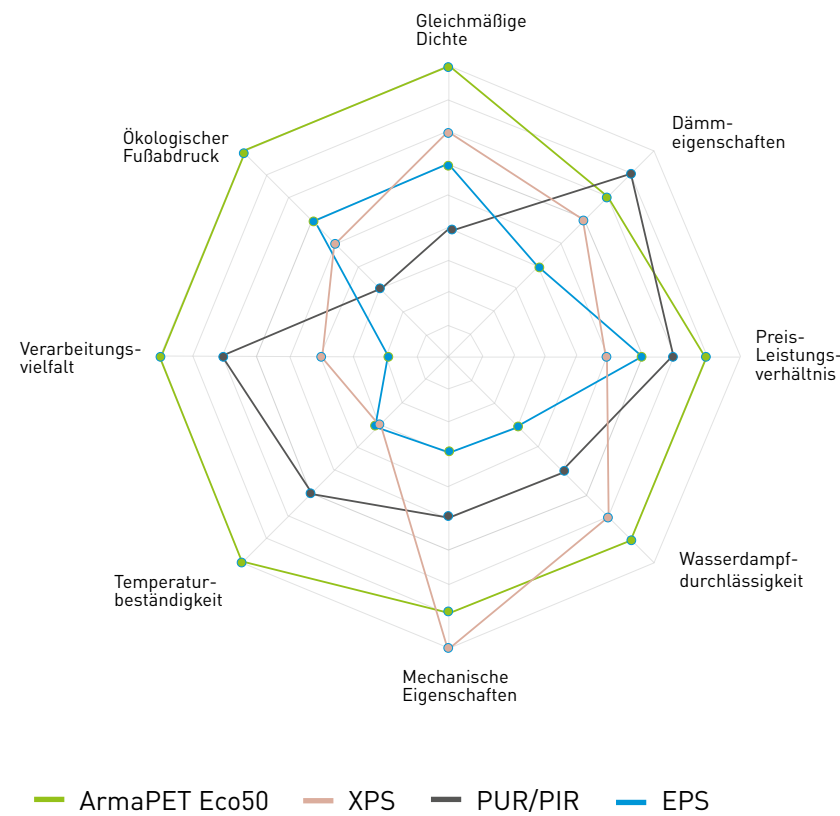 Gleichmäßige
Dichte
Dämm-
eigenschaften
Ökologischer
Fußabdruck
Preis-
Leistungs-
verhältnis
Verarbeitungs-
vielfalt
Wasserdampf-
durchlässigkeit
Temperatur-
beständigkeit
Mechanische
Eigenschaften
ArmaPET Eco50 XPS PUR/PIR EPS